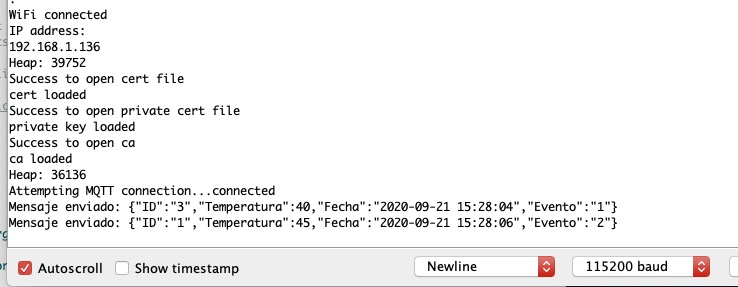 WiFi connected
IP address:
192.168.1.136
Heap: 39752
Success to open cert file
cert loaded
Success to open private cert file
private key loaded
Success to open ca
ca loaded
Heap: 36136
Attempting MQTT connection...connected
Mensaje enviado: {"ID":"3","Temperatura":40,"Fecha":"2020-09-21 15:28:04","Evento":"1"}
Mensaje enviado: {"ID":"1","Temperatura":45,"Fecha":"2020-09-21 15:28:06","Evento":"2"}
Autoscroll Show timestamp Newline 115200 baud